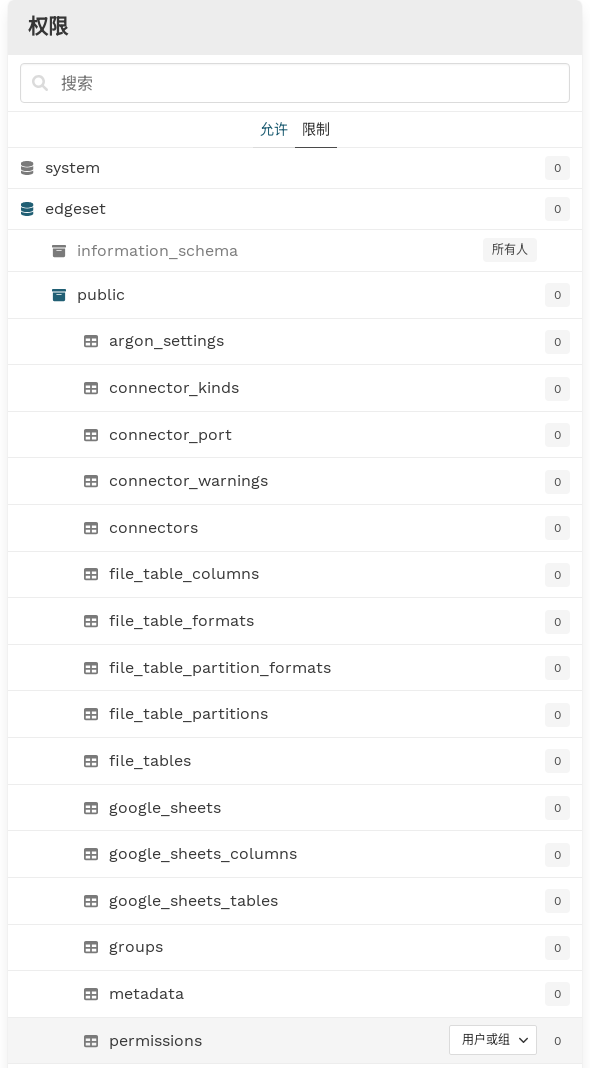 权限
搜索
允许 限制
system 0
edgeset 0
information_schema 所有人
public 0
argon_settings 0
connector_kinds 0
connector_port 0
connector_warnings 0
connectors 0
file_table_columns 0
file_table_formats 0
file_table_partition_formats 0
file_table_partitions 0
file_tables 0
google_sheets 0
google_sheets_columns 0
google_sheets_tables 0
groups 0
metadata 0
permissions 用户或组 0